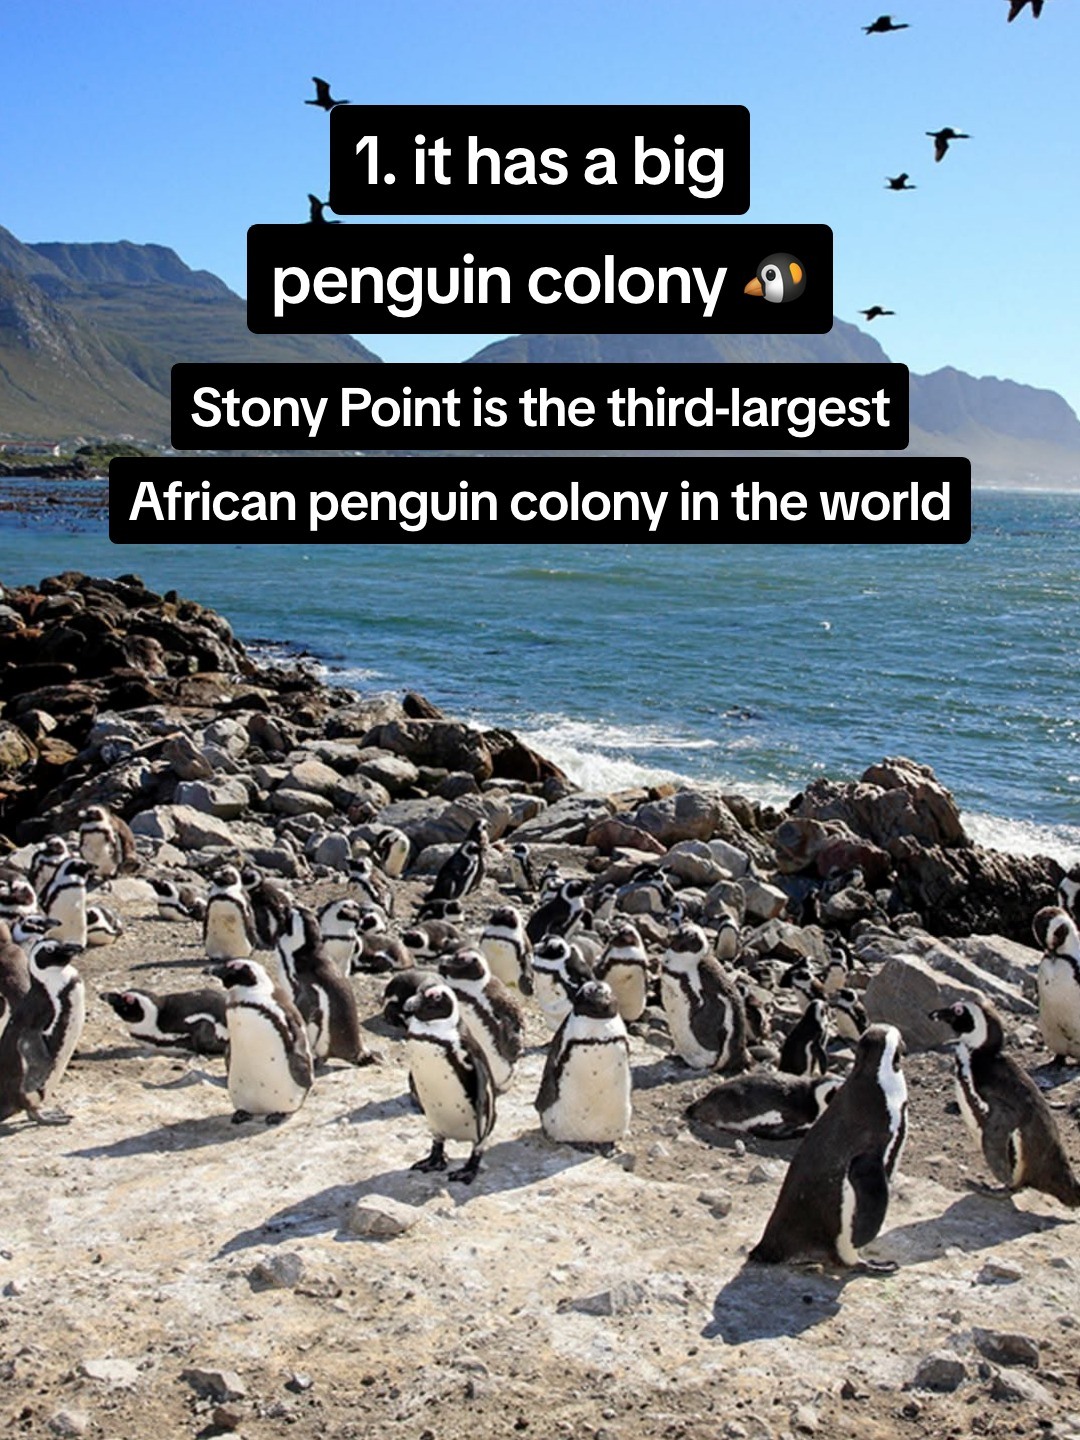 1. it has a big
penguin colony 🐧
Stony Point is the third-largest
African penguin colony in the world